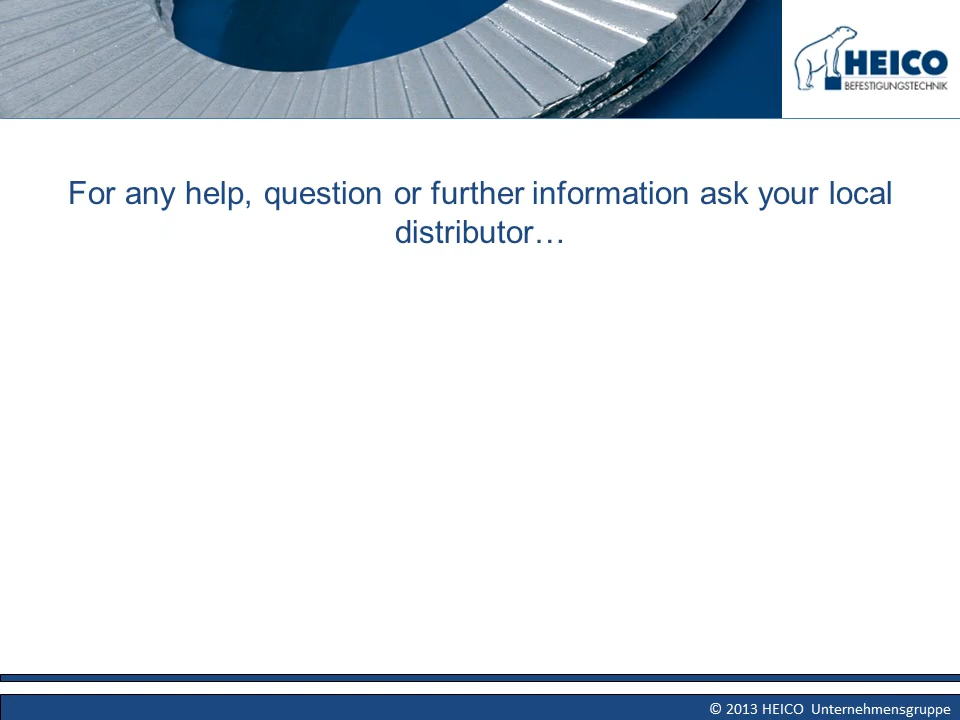 HEICO
BEFESTIGUNGSTECHNIK
For any help, question or further information ask your local
distributor…
© 2013 HEICO Unternehmensgruppe